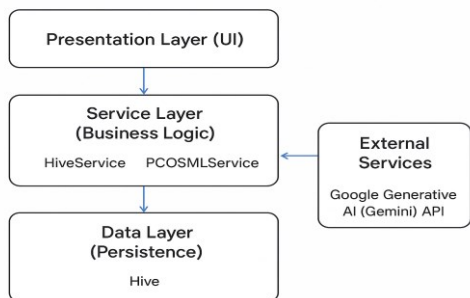 Presentation Layer (UI)
Service Layer
(Business Logic)
HiveService PCOSMLService
External
Services
Google Generative
AI (Gemini) API
Data Layer
(Persistence)
Hive